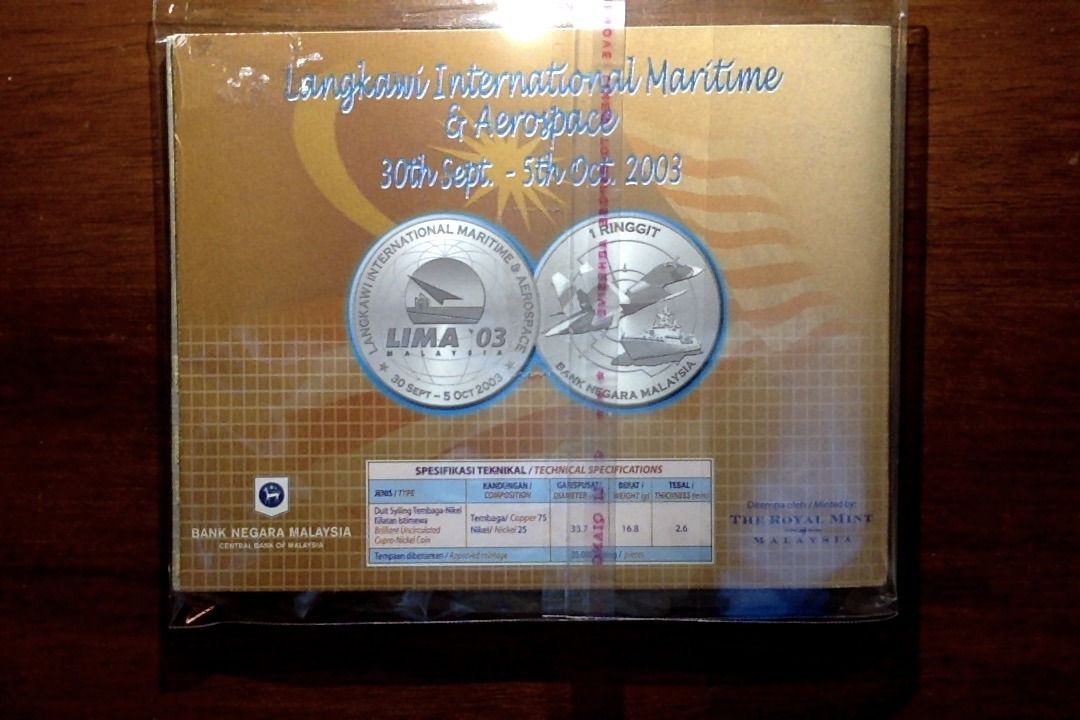 Langkawi International Maritime
& Aerospace
30th Sept. - 5th Oct. 2003
LANGKAWI INTERNATIONAL MARITIME & AEROSPACE
LIMA '03
MALAYSIA
30 SEPT – 5 OCT 2003
1 RINGGIT
BANK NEGARA MALAYSIA
SPESIFIKASI TEKNIKAL / TECHNICAL SPECIFICATIONS
JENIS / TYPE
KANDUNGAN / COMPOSITION
GARISPUSAT/ DIAMETER
BERAT / WEIGHT (g)
TEBAL / THICKNESS (mm)
Duit Syiling Tembaga-Nikel
Kilatan Istimewa
Brilliant Uncirculated
Cupro-Nickel Coin
Tembaga/ Copper 75
Nikel/ Nickel 25
33.7
16.8
2.6
Tempaan dibenarkan / Approved mintage
/ pieces
BANK NEGARA MALAYSIA
CENTRAL BANK OF MALAYSIA
Ditempa oleh / Minted by:
THE ROYAL MINT
OF
MALAYSIA